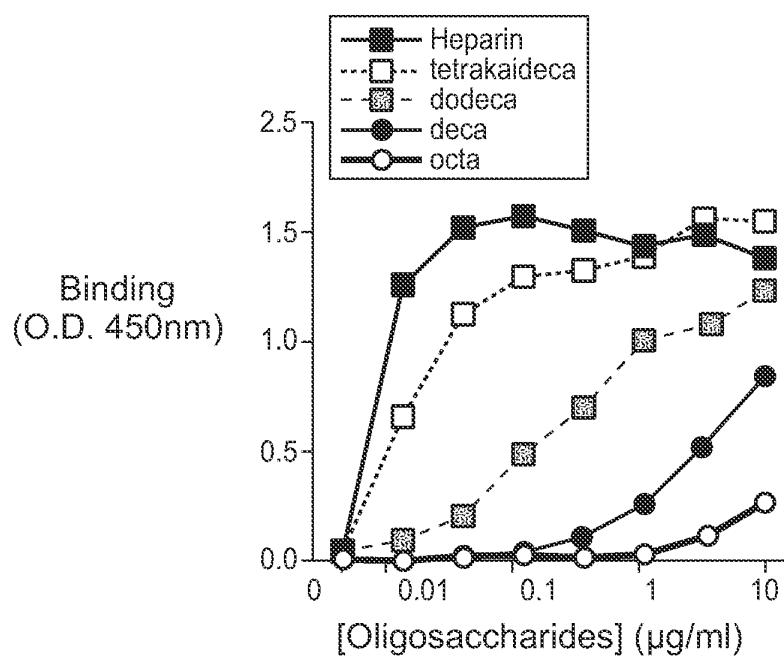 Heparin
tetrakaideca
dodeca
deca
octa
2.5
1.5
1.0
0.5
0.0
Binding
(O.D. 450nm)
0
0.01
0.1
1
10
[Oligosaccharides] (µg/ml)